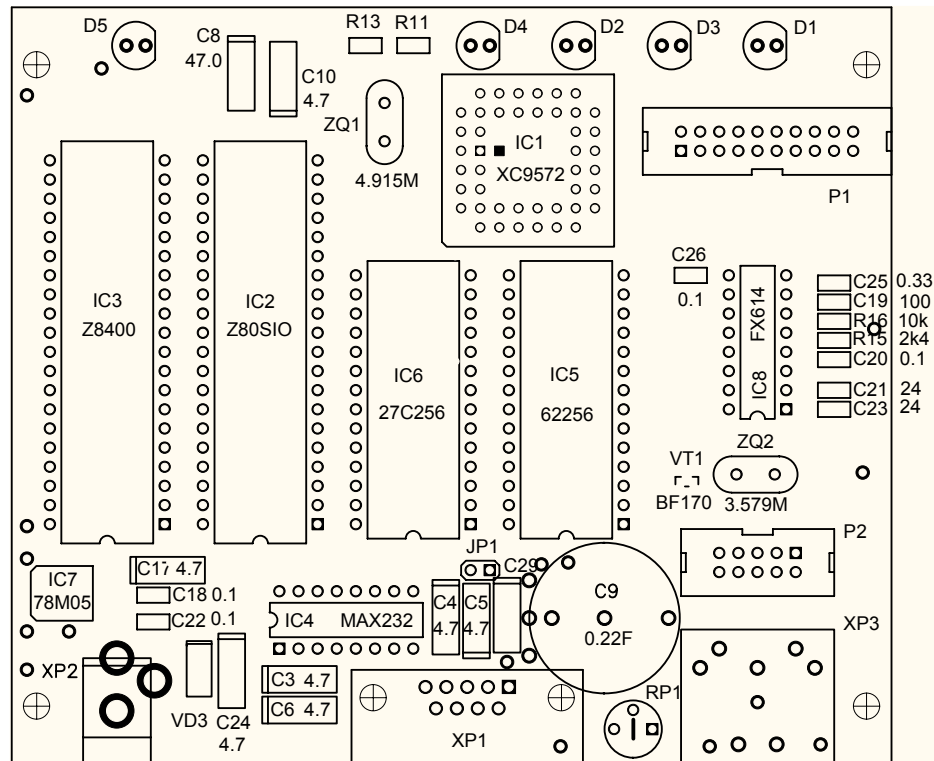 D5
C8
47.0
C10
4.7
R13
R11
D4
D2
D3
D1
ZQ1
4.915M
IC1
XC9572
P1
IC3
Z8400
IC2
Z80SIO
IC6
27C256
IC5
62256
C26
0.1
FX614
IC8
C25 0.33
C19 100
R16 10k
R15 2k4
C20 0.1
C21 24
C23 24
VT1
BF170
ZQ2
3.579M
P2
JP1
C29
IC7
78M05
C17 4.7
C18 0.1
C22 0.1
IC4 MAX232
C4
4.7
C5
4.7
C9
0.22F
XP3
XP2
VD3
C24
4.7
C3 4.7
C6 4.7
XP1
RP1